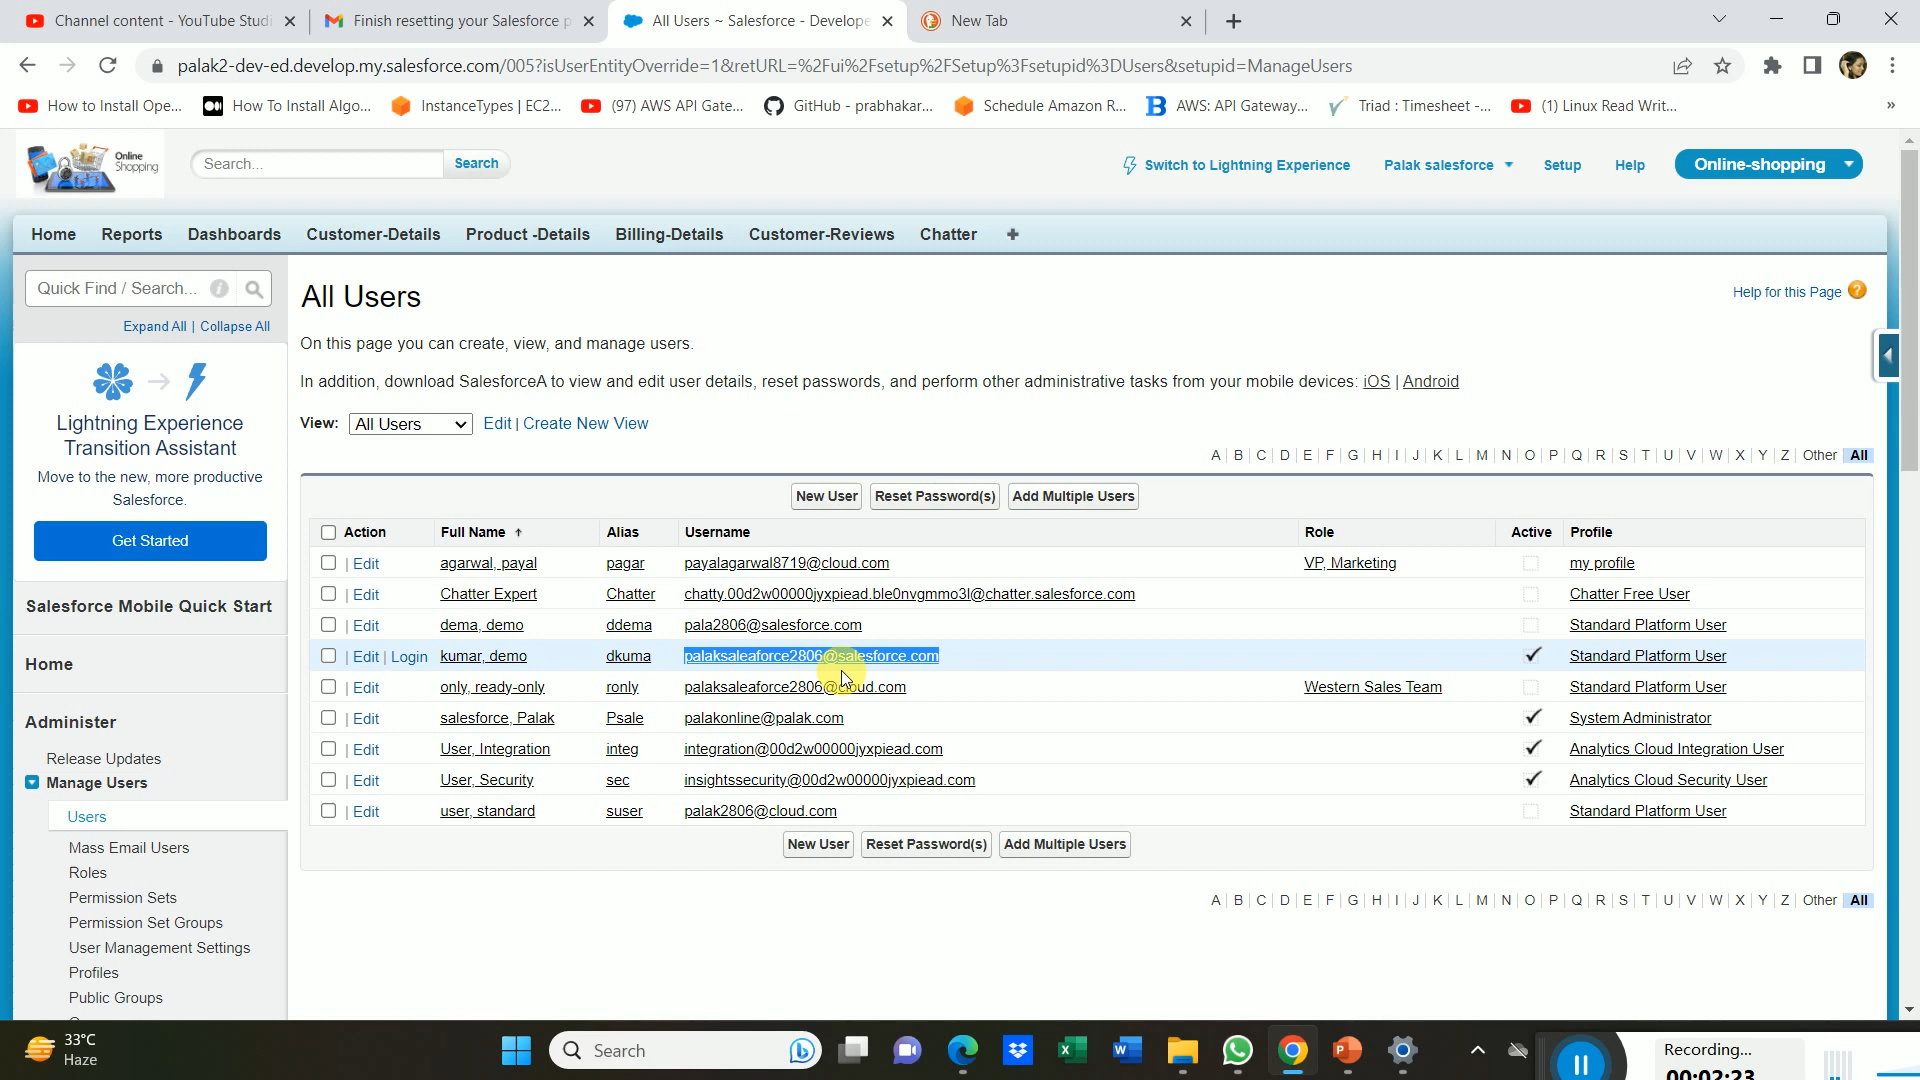 Channel content - YouTube Studi
Finish resetting your Salesforce p
All Users ~ Salesforce - Develope
New Tab
palak2-dev-ed.develop.my.salesforce.com/005?isUserEntityOverride=1&retURL=%2Fui%2Fsetup%2FSetup%3Fsetupid%3DUsers&setupid=ManageUsers
How to Install Ope...
How To Install Algo...
InstanceTypes | EC2...
(97) AWS API Gate...
GitHub - prabhakar...
Schedule Amazon R...
AWS: API Gateway...
Triad : Timesheet -...
(1) Linux Read Writ...
»
Online Shopping
Search...
Search
Switch to Lightning Experience
Palak salesforce
Setup
Help
Online-shopping
Home Reports Dashboards Customer-Details Product -Details Billing-Details Customer-Reviews Chatter +
Quick Find / Search...
Expand All | Collapse All
Lightning Experience
Transition Assistant
Move to the new, more productive
Salesforce.
Get Started
Salesforce Mobile Quick Start
Home
Administer
Release Updates
Manage Users
Users
Mass Email Users
Roles
Permission Sets
Permission Set Groups
User Management Settings
Profiles
Public Groups
All Users
Help for this Page
On this page you can create, view, and manage users.
In addition, download SalesforceA to view and edit user details, reset passwords, and perform other administrative tasks from your mobile devices: iOS | Android
View: All Users Edit | Create New View
A | B | C | D | E | F | G | H | I | J | K | L | M | N | O | P | Q | R | S | T | U | V | W | X | Y | Z | Other All
New User Reset Password(s) Add Multiple Users
Action Full Name Alias Username Role Active Profile
| Edit agarwal, payal pagar payalagarwal8719@cloud.com VP, Marketing my profile
| Edit Chatter Expert Chatter chatty.00d2w00000jyxpiead.ble0nvgmmo3l@chatter.salesforce.com Chatter Free User
| Edit dema, demo ddema pala2806@salesforce.com Standard Platform User
| Edit | Login kumar, demo dkuma palaksaleaforce2806@salesforce.com Standard Platform User
| Edit only, ready-only ronly palaksaleaforce2806@cloud.com Western Sales Team Standard Platform User
| Edit salesforce, Palak Psale palakonline@palak.com System Administrator
| Edit User, Integration integ integration@00d2w00000jyxpiead.com Analytics Cloud Integration User
| Edit User, Security sec insightssecurity@00d2w00000jyxpiead.com Analytics Cloud Security User
| Edit user, standard suser palak2806@cloud.com Standard Platform User
New User Reset Password(s) Add Multiple Users
A | B | C | D | E | F | G | H | I | J | K | L | M | N | O | P | Q | R | S | T | U | V | W | X | Y | Z | Other All
33°C
Haze
Search
Recording...
00:02:23